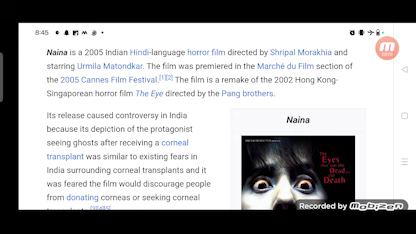 8:45
Naina is a 2005 Indian Hindi-language horror film directed by Shripal Morakhia and
starring Urmila Matondkar. The film was premiered in the Marché du Film section of
the 2005 Cannes Film Festival.[1][2] The film is a remake of the 2002 Hong Kong-
Singaporean horror film The Eye directed by the Pang brothers.
Its release caused controversy in India
because its depiction of the protagonist
seeing ghosts after receiving a corneal
transplant was similar to existing fears in
India surrounding corneal transplants and it
was feared the film would discourage people
from donating corneas or seeking corneal
Naina
The
Eyes
that see the
Dead...
Death
Recorded by Mobizen